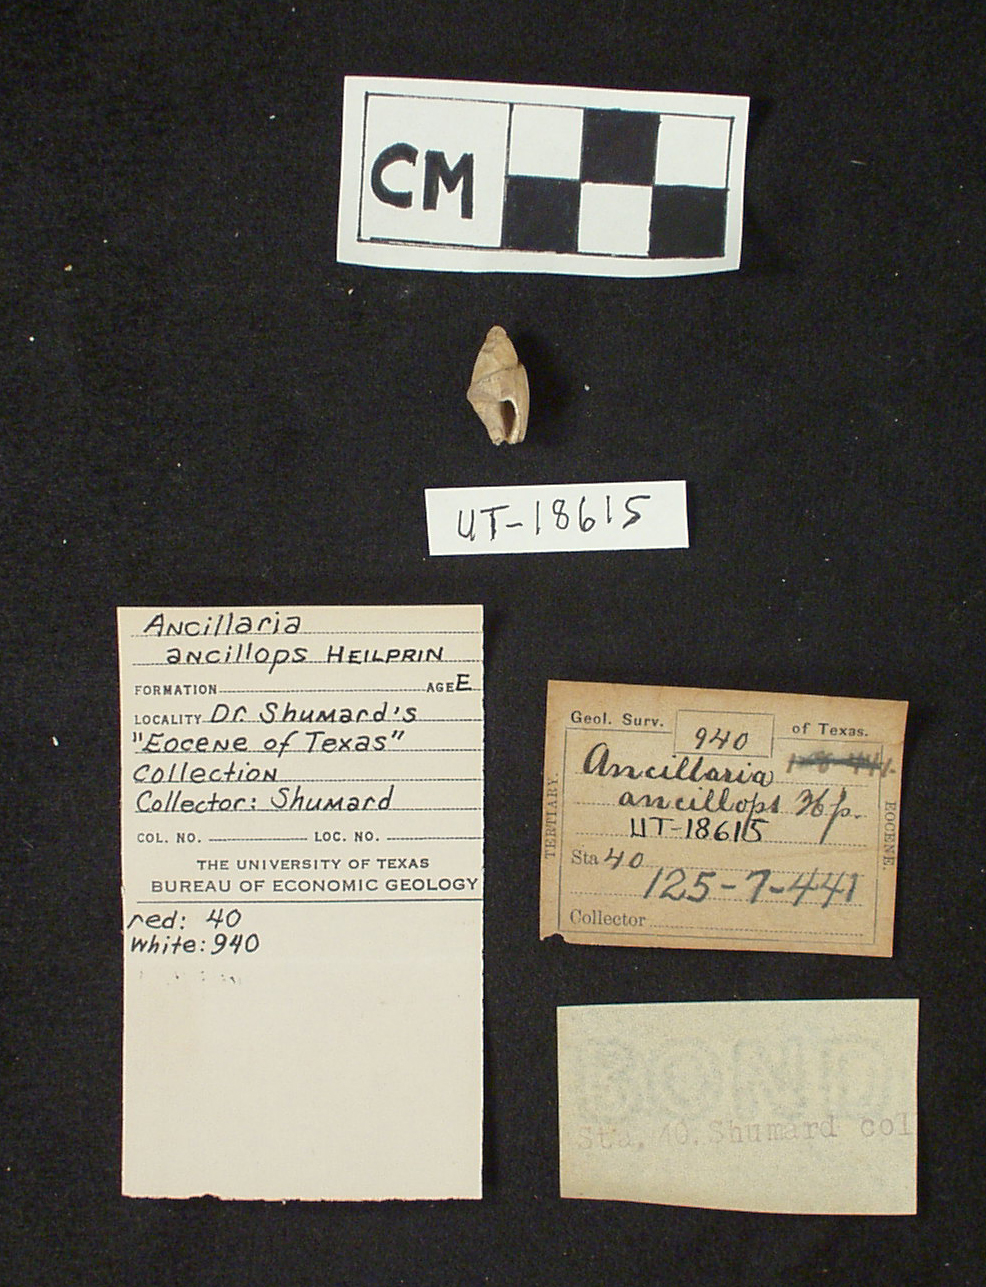 CM
UT-18615
Ancillaria
ancillops HEILPRIN
FORMATION AGE E
LOCALITY Dr. Shumard's
"Eocene of Texas"
Collection
Collector: Shumard
COL. NO. LOC. NO.
THE UNIVERSITY OF TEXAS
BUREAU OF ECONOMIC GEOLOGY
red: 40
white: 940
Geol. Surv. 940 of Texas.
Ancillaria
ancillops Hp.
UT-18615
Sta 40
125-7-441
Collector
TERTIARY.
EOCENE.
Sta. 40. Shumard col